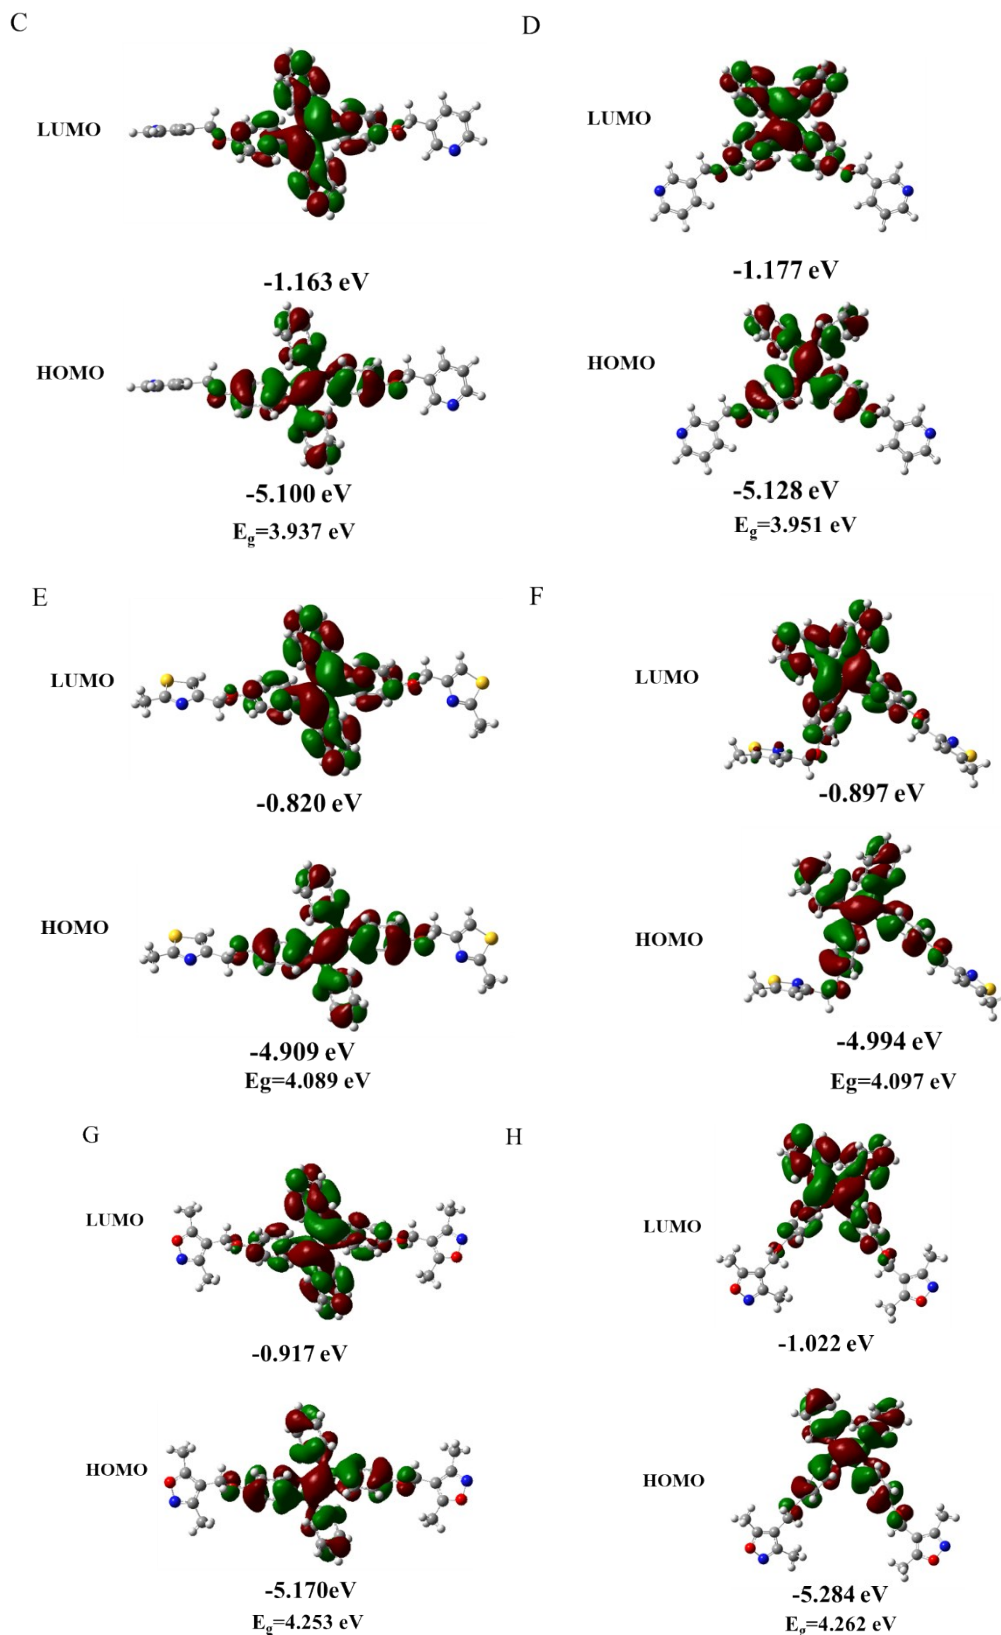 C
LUMO
-1.163 eV
HOMO
-5.100 eV
Eg=3.937 eV
D
LUMO
-1.177 eV
HOMO
-5.128 eV
Eg=3.951 eV
E
LUMO
-0.820 eV
HOMO
-4.909 eV
Eg=4.089 eV
F
LUMO
-0.897 eV
HOMO
-4.994 eV
Eg=4.097 eV
G
LUMO
-0.917 eV
HOMO
-5.170eV
Eg=4.253 eV
H
LUMO
-1.022 eV
HOMO
-5.284 eV
Eg=4.262 eV